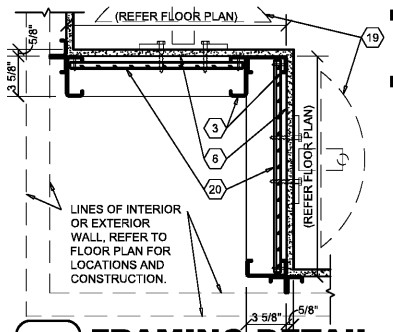 (REFER FLOOR PLAN)
19
5/8"
3 5/8"
3
6
20
(REFER FLOOR PLAN)
LINES OF INTERIOR
OR EXTERIOR
WALL, REFER TO
FLOOR PLAN FOR
LOCATIONS AND
CONSTRUCTION.
3 5/8"
5/8"
FRAMING DETAIL